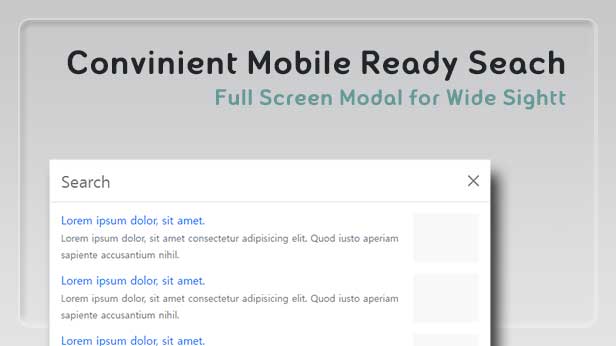 Convinient Mobile Ready Seach
Full Screen Modal for Wide Sightt
Search
Lorem ipsum dolor, sit amet.
Lorem ipsum dolor, sit amet consectetur adipisicing elit. Quod iusto aperiam
sapiente accusantium nihil.
Lorem ipsum dolor, sit amet.
Lorem ipsum dolor, sit amet consectetur adipisicing elit. Quod iusto aperiam
sapiente accusantium nihil.
Lorem ipsum dolor, sit amet.